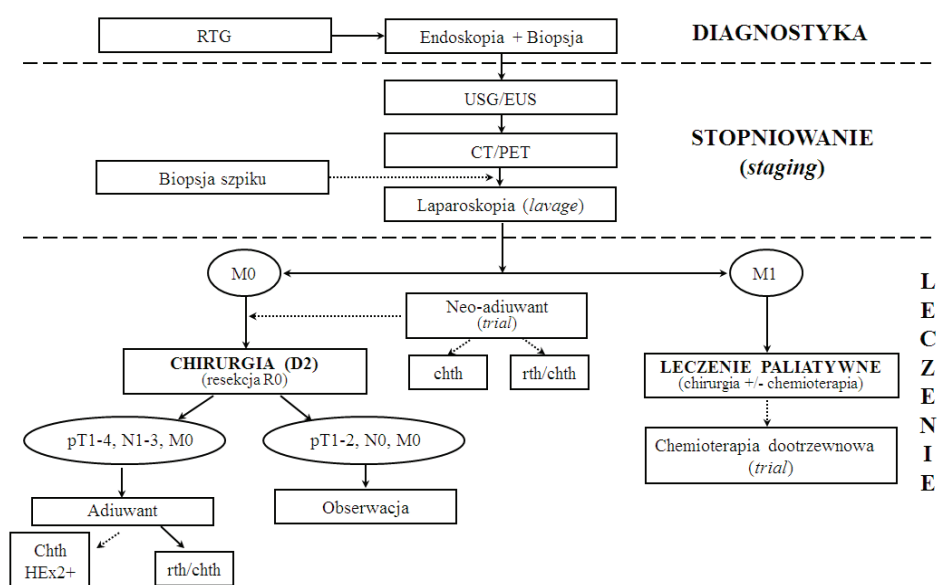 RTG
Endoskopia + Biopsja
DIAGNOSTYKA
USG/EUS
CT/PET
STOPNIOWANIE
(staging)
Biopsja szpiku
Laparoskopia (lavage)
M0
M1
LECZENIE
Neo-adiuwant
(trial)
chth
rth/chth
CHIRURGIA (D2)
(resekcja R0)
LECZENIE PALIATYWNE
(chirurgia +/- chemioterapia)
pT1-4, N1-3, M0
pT1-2, N0, M0
Chemioterapia dootrzewnowa
(trial)
Adiuwant
Obserwacja
Chth
HEx2+
rth/chth